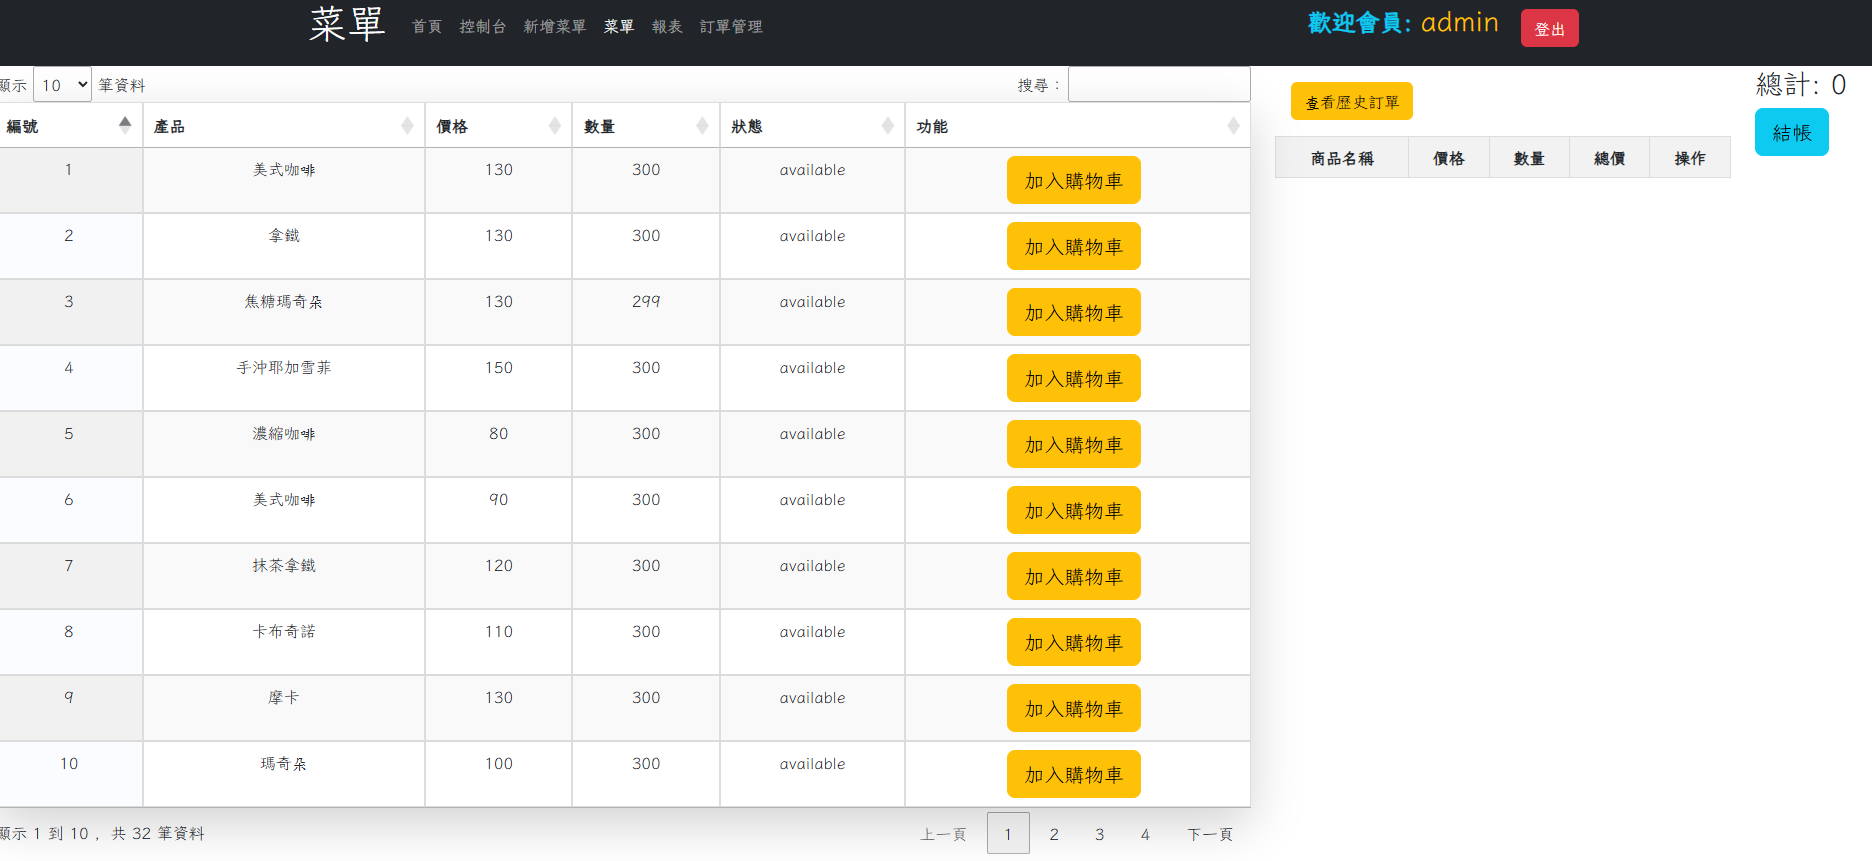 菜單 首頁 控制台 新增菜單 菜單 報表 訂單管理 歡迎會員: admin 登出
顯示 10 筆資料 搜尋：
編號 產品 價格 數量 狀態 功能
1 美式咖啡 130 300 available 加入購物車
2 拿鐵 130 300 available 加入購物車
3 焦糖瑪奇朵 130 299 available 加入購物車
4 手沖耶加雪菲 150 300 available 加入購物車
5 濃縮咖啡 80 300 available 加入購物車
6 美式咖啡 90 300 available 加入購物車
7 抹茶拿鐵 120 300 available 加入購物車
8 卡布奇諾 110 300 available 加入購物車
9 摩卡 130 300 available 加入購物車
10 瑪奇朵 100 300 available 加入購物車
顯示 1 到 10 , 共 32 筆資料 上一頁 1 2 3 4 下一頁
查看歷史訂單
商品名稱 價格 數量 總價 操作
總計: 0
結帳